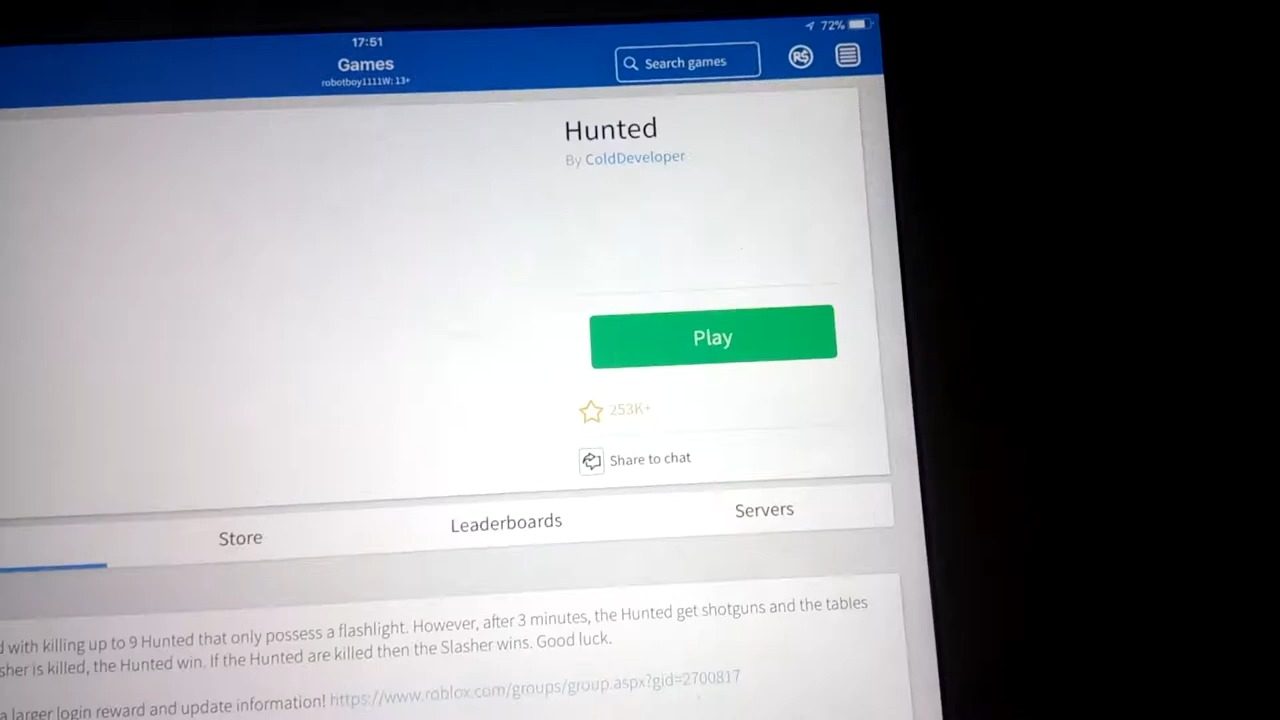 17:51
72%
Games
robotboy1111W: 13+
Search games
R$
Hunted
By ColdDeveloper
Play
253K+
Share to chat
Store
Leaderboards
Servers
with killing up to 9 Hunted that only possess a flashlight. However, after 3 minutes, the Hunted get shotguns and the tables
sher is killed, the Hunted win. If the Hunted are killed then the Slasher wins. Good luck.
a larger login reward and update information! https://www.roblox.com/groups/group.aspx?gid=2700817